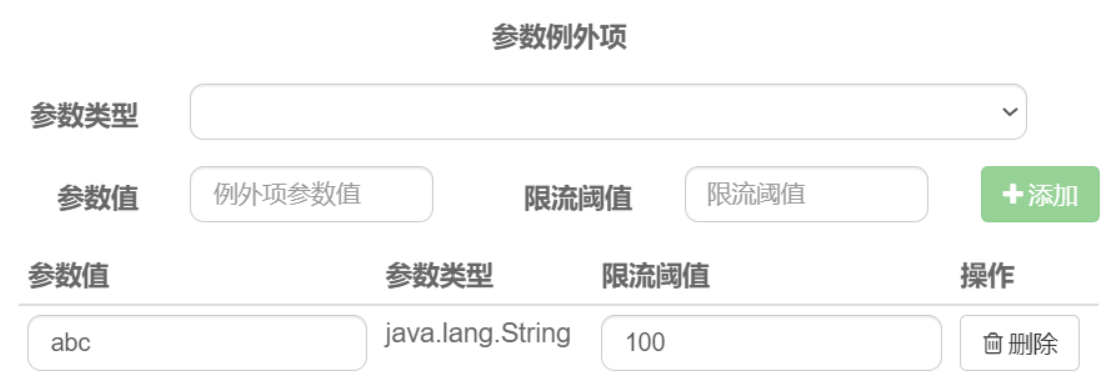 参数例外项
参数类型
参数值 例外项参数值 限流阈值 限流阈值 +添加
参数值 参数类型 限流阈值 操作
abc java.lang.String 100 删除